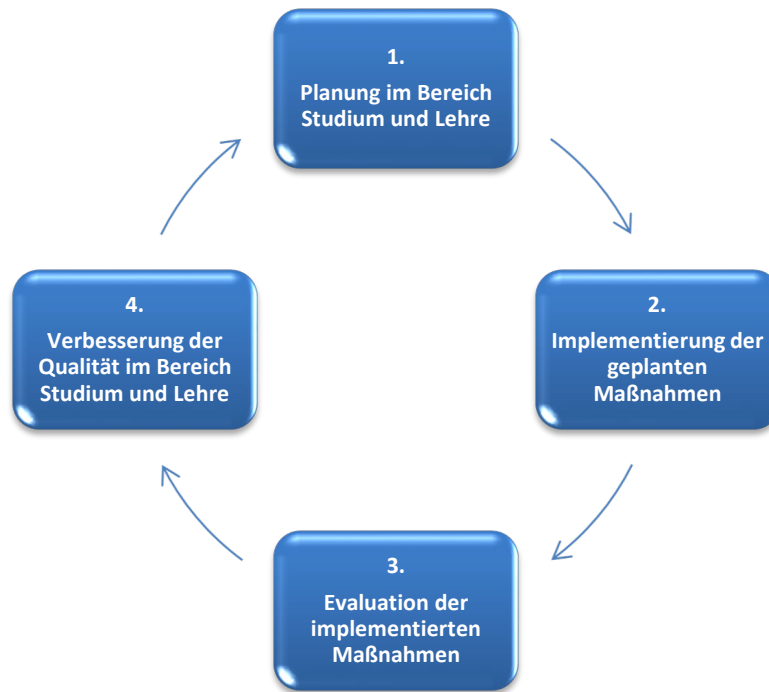 1.
Planung im Bereich
Studium und Lehre
2.
Implementierung der
geplanten
Maßnahmen
3.
Evaluation der
implementierten
Maßnahmen
4.
Verbesserung der
Qualität im Bereich
Studium und Lehre